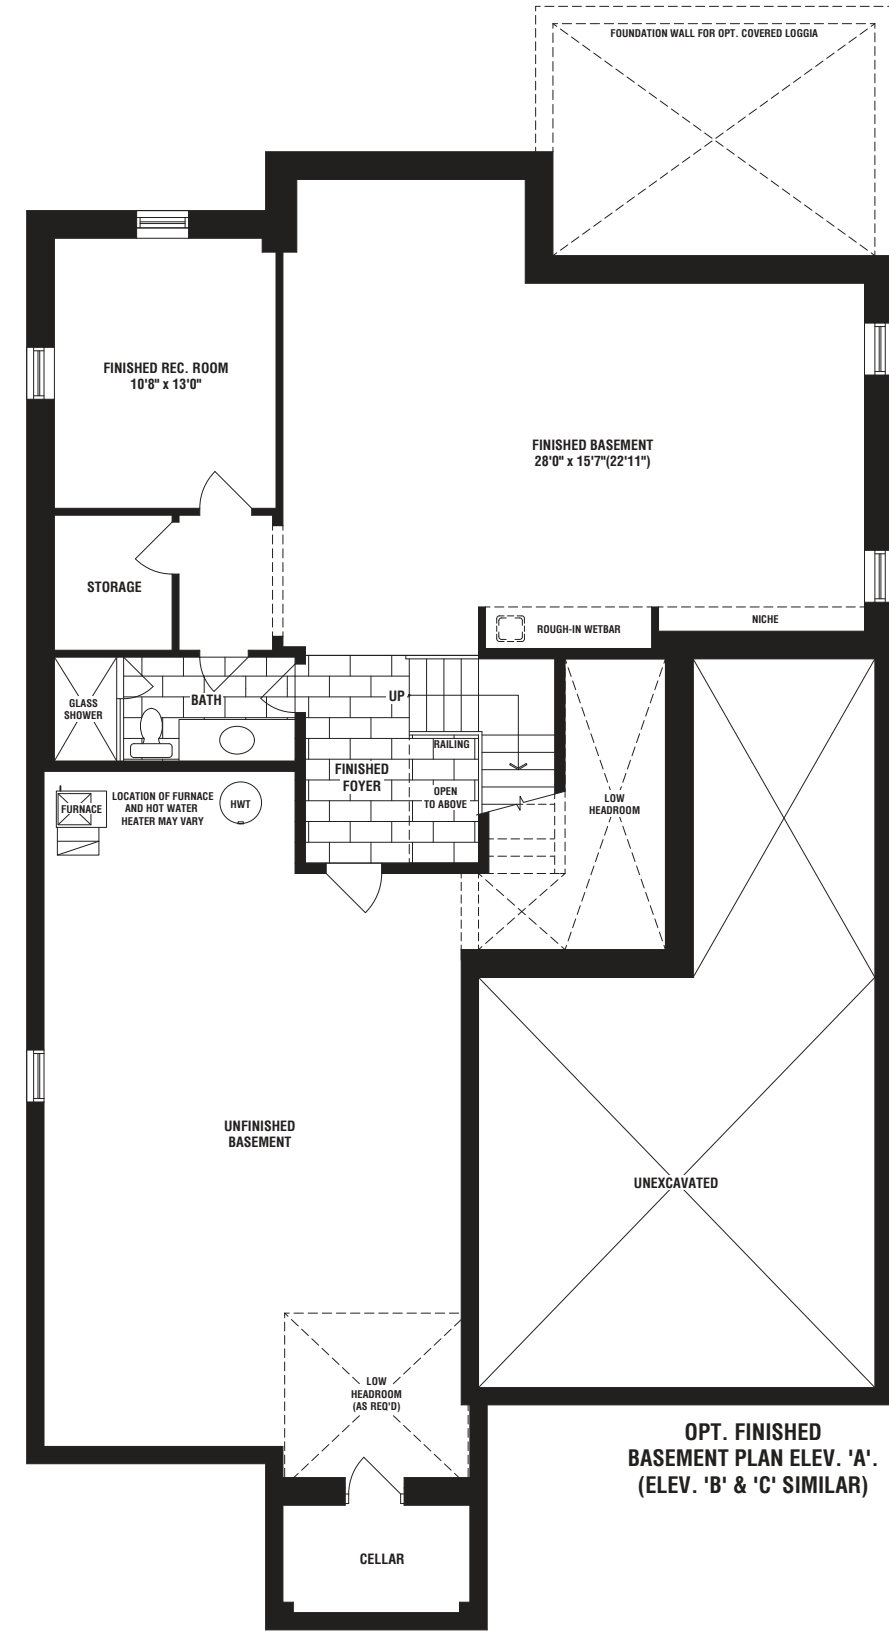 FOUNDATION WALL FOR OPT. COVERED LOGGIA
FINISHED REC. ROOM
10'8" x 13'0"
FINISHED BASEMENT
28'0" x 15'7"(22'11")
STORAGE
ROUGH-IN WETBAR
NICHE
GLASS
SHOWER
BATH
UP
RAILING
FINISHED
FOYER
OPEN
TO ABOVE
LOW
HEADROOM
FURNACE
LOCATION OF FURNACE
AND HOT WATER
HEATER MAY VARY
HWT
UNFINISHED
BASEMENT
UNEXCAVATED
LOW
HEADROOM
(AS REQ'D)
CELLAR
OPT. FINISHED
BASEMENT PLAN ELEV. 'A'.
(ELEV. 'B' & 'C' SIMILAR)